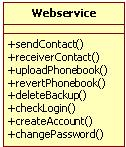 Webservice
+sendContact()
+receiverContact()
+uploadPhonebook()
+revertPhonebook()
+deleteBackup()
+checkLogin()
+createAccount()
+changePassword()